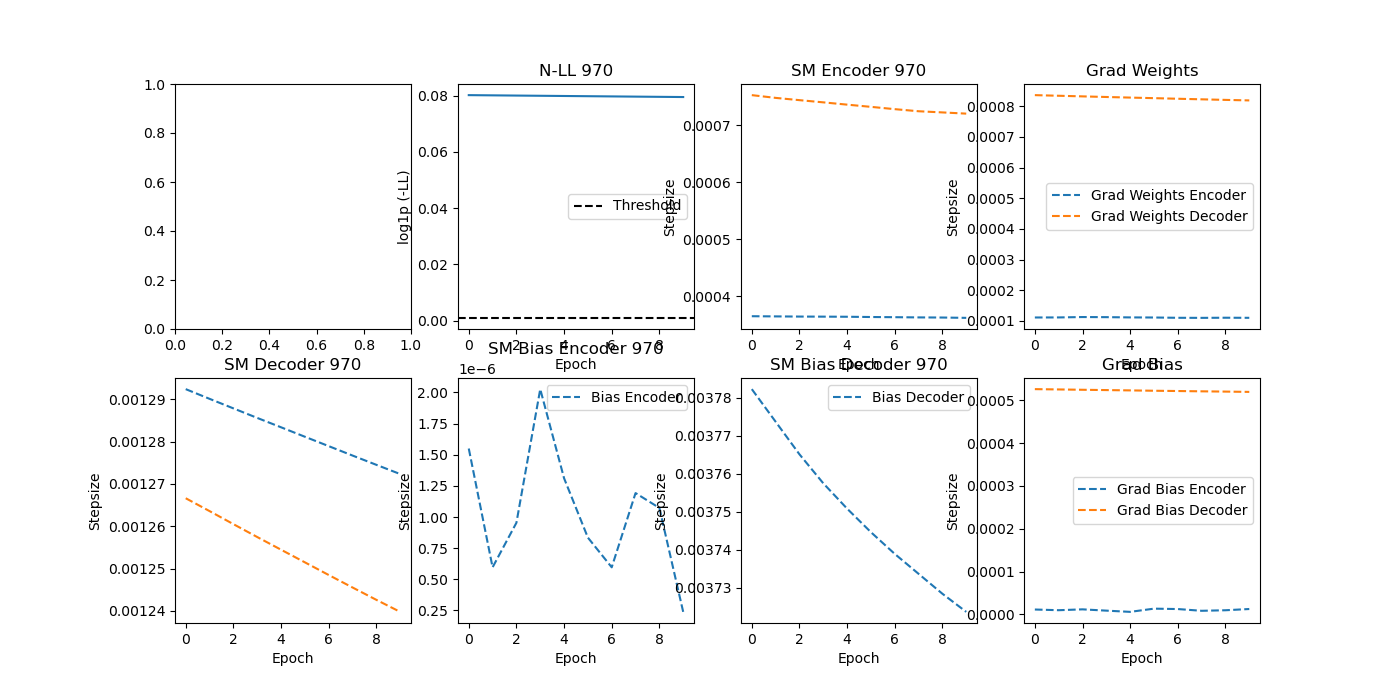 1.0
0.8
0.6
0.4
0.2
0.0
0.0 0.2 0.4 0.6 0.8 1.0
N-LL 970
log1p (-LL)
0.08
0.06
0.04
0.02
0.00
Threshold
0 2 4 6 8
Epoch
SM Encoder 970
Stepsize
0.0007
0.0006
0.0005
0.0004
0 2 4 6 8
Epoch
Grad Weights
Stepsize
0.0008
0.0007
0.0006
0.0005
0.0004
0.0003
0.0002
0.0001
Grad Weights Encoder
Grad Weights Decoder
0 2 4 6 8
Epoch
SM Decoder 970
Stepsize
0.00129
0.00128
0.00127
0.00126
0.00125
0.00124
0 2 4 6 8
Epoch
SM Bias Encoder 970
1e−6
Stepsize
2.00
1.75
1.50
1.25
1.00
0.75
0.50
0.25
Bias Encoder
0 2 4 6 8
Epoch
SM Bias Decoder 970
Stepsize
0.00378
0.00377
0.00376
0.00375
0.00374
0.00373
Bias Decoder
0 2 4 6 8
Epoch
Grad Bias
Stepsize
0.0005
0.0004
0.0003
0.0002
0.0001
0.0000
Grad Bias Encoder
Grad Bias Decoder
0 2 4 6 8
Epoch